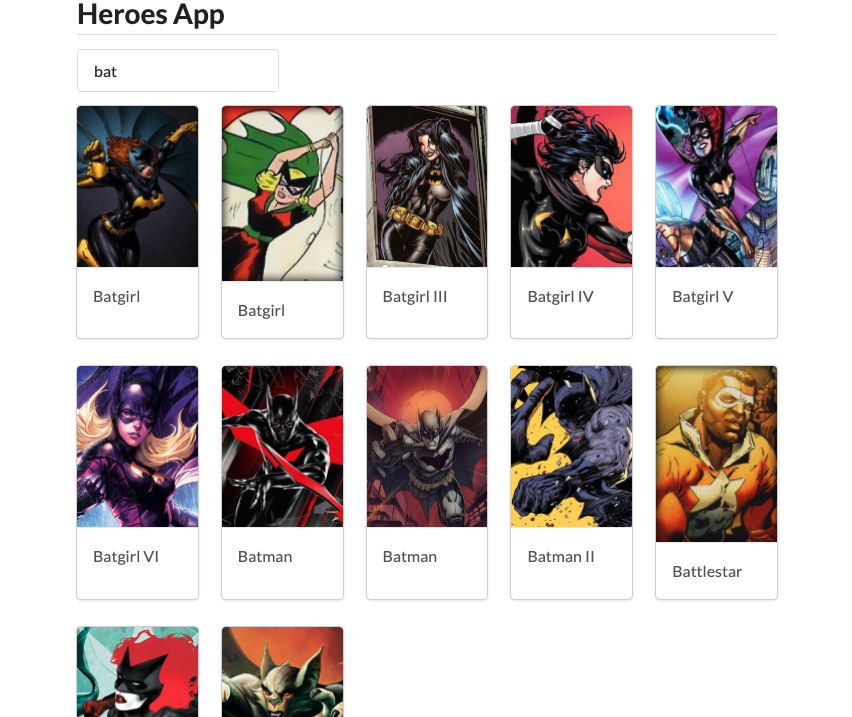 Heroes App
bat
Batgirl
Batgirl
Batgirl III
Batgirl IV
Batgirl V
Batgirl VI
Batman
Batman
Batman II
Battlestar